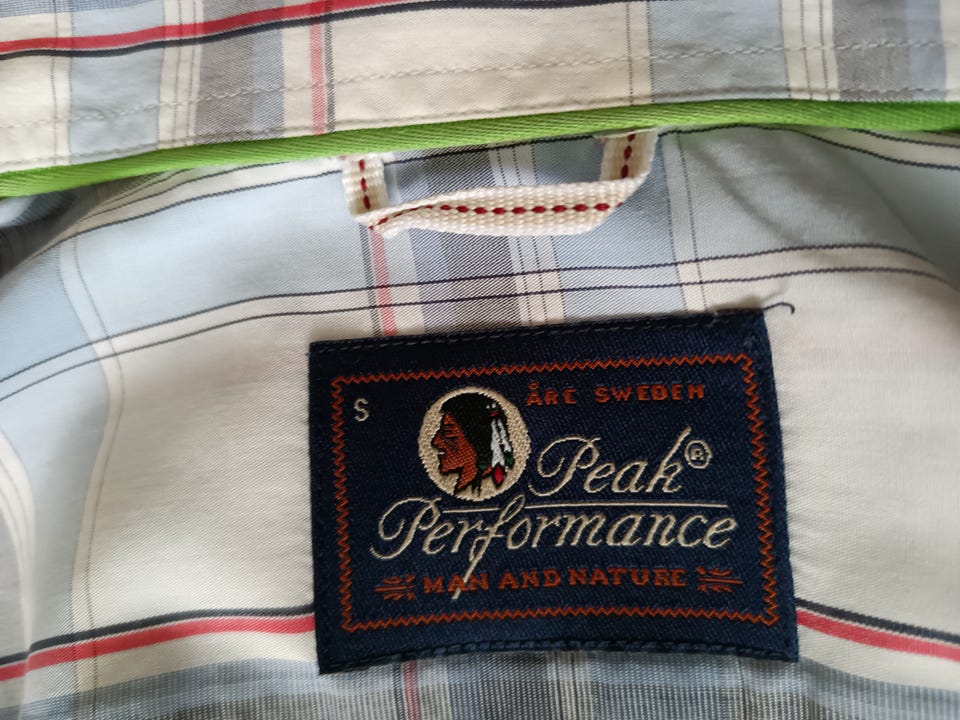 S
ÅRE SWEDEN
Peak®
Performance
MAN AND NATURE